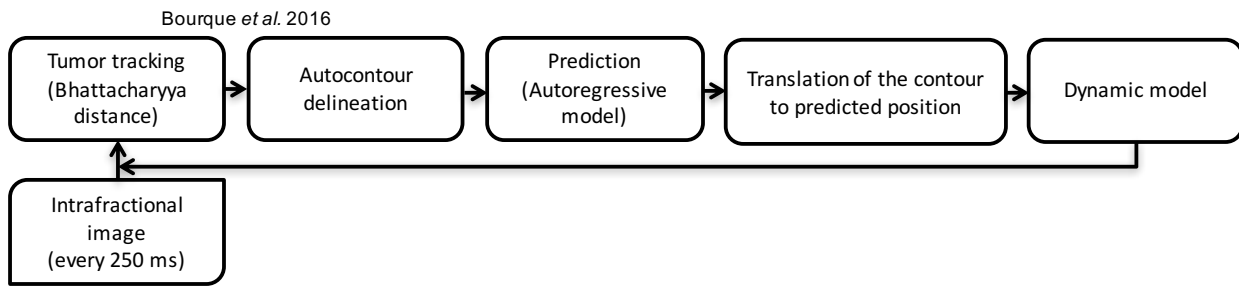 Bourque et al. 2016
Tumor tracking
(Bhattacharyya
distance)
Autocontour
delineation
Prediction
(Autoregressive
model)
Translation of the contour
to predicted position
Dynamic model
Intrafractional
image
(every 250 ms)